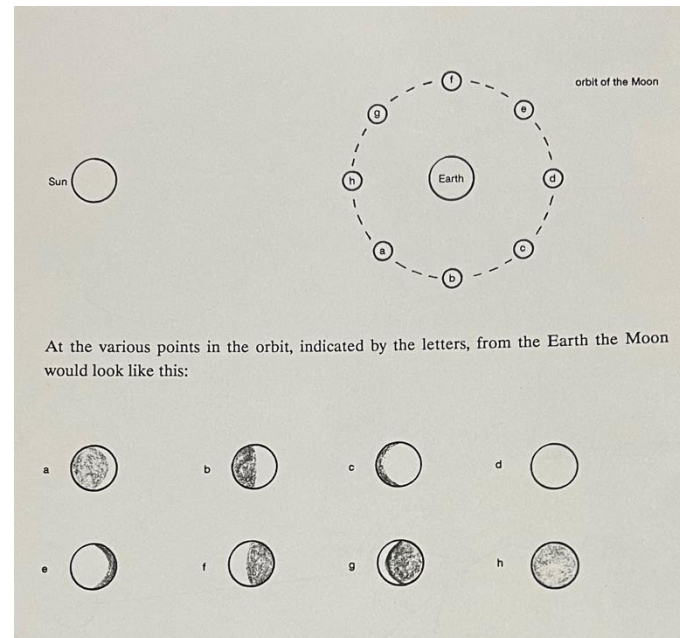 orbit of the Moon
f
g
e
Sun
h
Earth
d
a
c
b
At the various points in the orbit, indicated by the letters, from the Earth the Moon
would look like this:
a b c d
e f g h